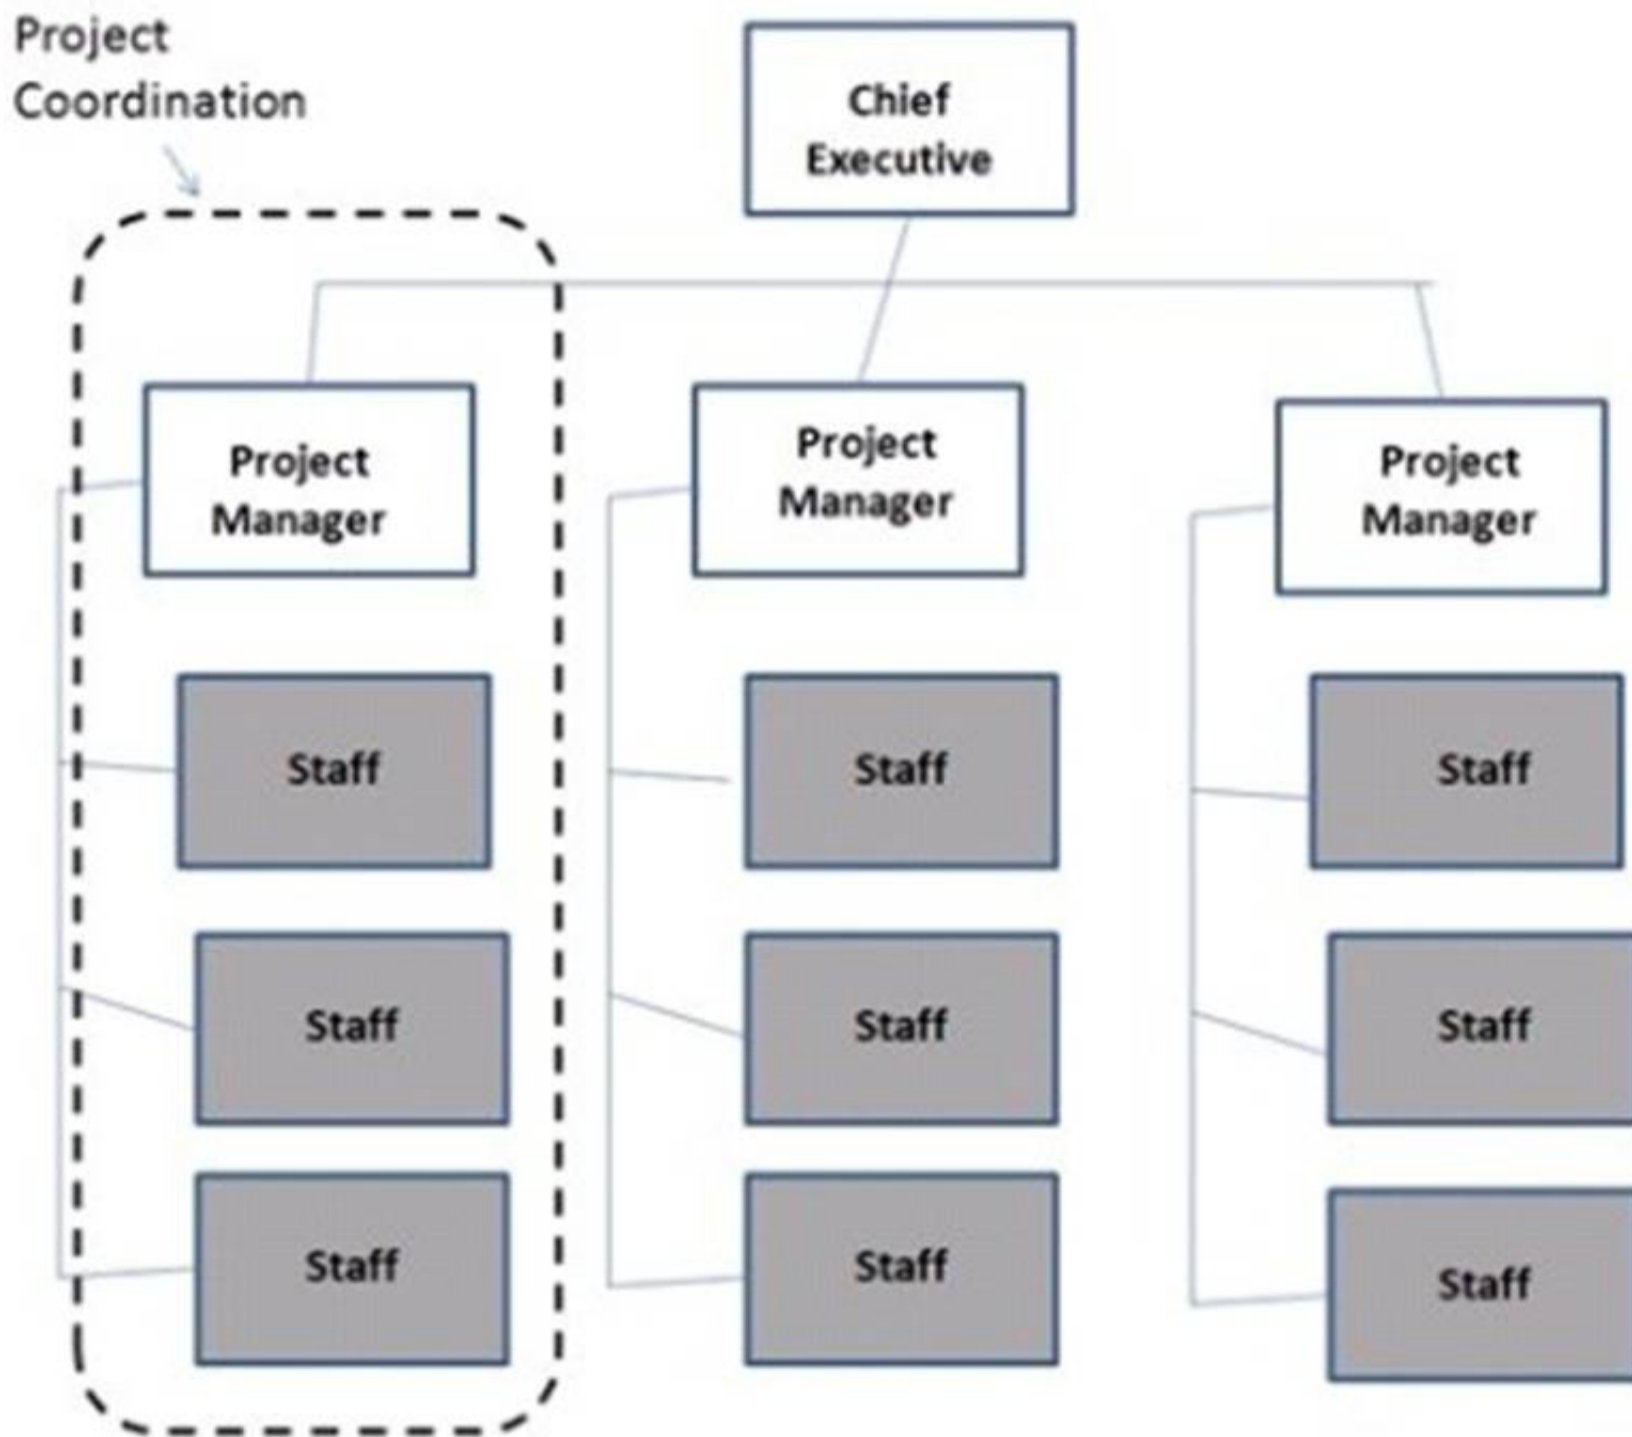 Project
Coordination
Chief
Executive
Project
Manager
Project
Manager
Project
Manager
Staff
Staff
Staff
Staff
Staff
Staff
Staff
Staff
Staff